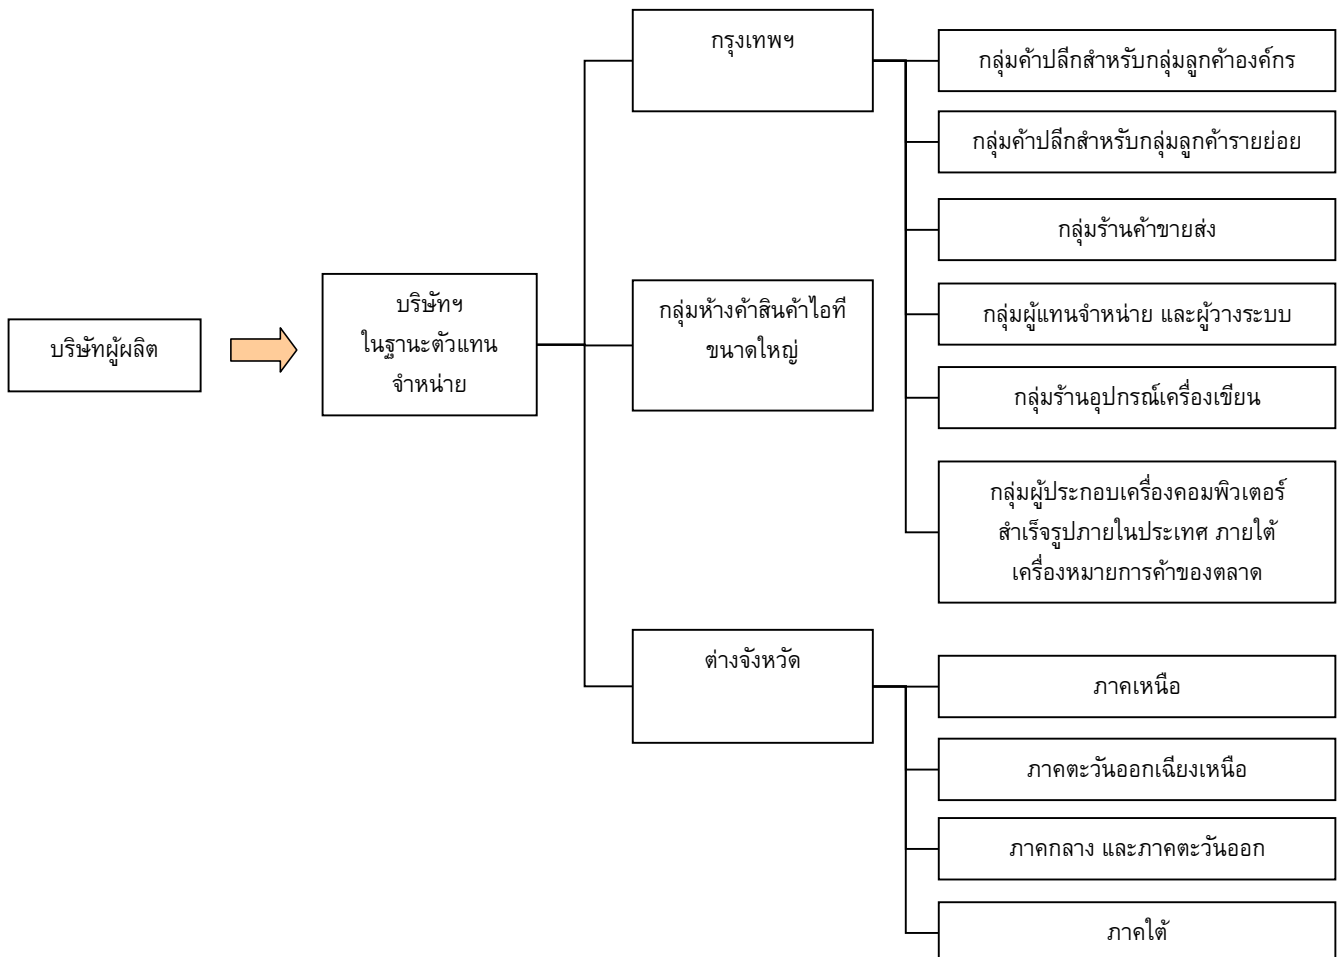 บริษัทผู้ผลิต
บริษัทฯ
ในฐานะตัวแทน
จำหน่าย
กรุงเทพฯ
กลุ่มค้าปลีกสำหรับกลุ่มลูกค้าองค์กร
กลุ่มค้าปลีกสำหรับกลุ่มลูกค้ารายย่อย
กลุ่มร้านค้าขายส่ง
กลุ่มผู้แทนจำหน่าย และผู้วางระบบ
กลุ่มร้านอุปกรณ์เครื่องเขียน
กลุ่มผู้ประกอบเครื่องคอมพิวเตอร์
สำเร็จรูปภายในประเทศ ภายใต้
เครื่องหมายการค้าของตลาด
กลุ่มห้างค้าสินค้าไอที
ขนาดใหญ่
ต่างจังหวัด
ภาคเหนือ
ภาคตะวันออกเฉียงเหนือ
ภาคกลาง และภาคตะวันออก
ภาคใต้